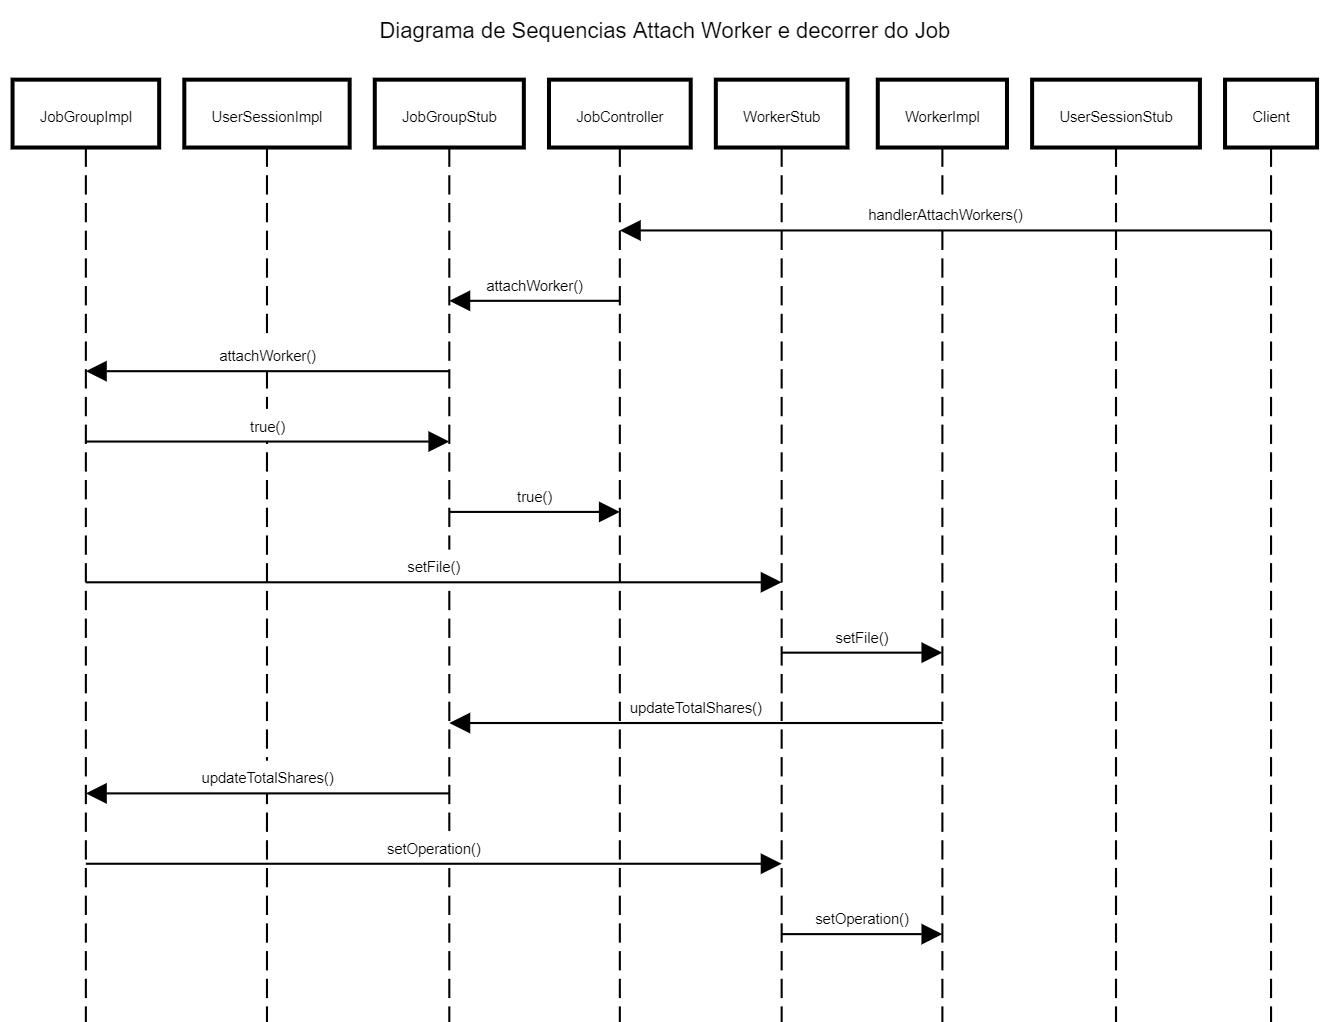 Diagrama de Sequencias Attach Worker e decorrer do Job
JobGroupImpl
UserSessionImpl
JobGroupStub
JobController
WorkerStub
WorkerImpl
UserSessionStub
Client
handlerAttachWorkers()
attachWorker()
attachWorker()
true()
true()
setFile()
setFile()
updateTotalShares()
updateTotalShares()
setOperation()
setOperation()